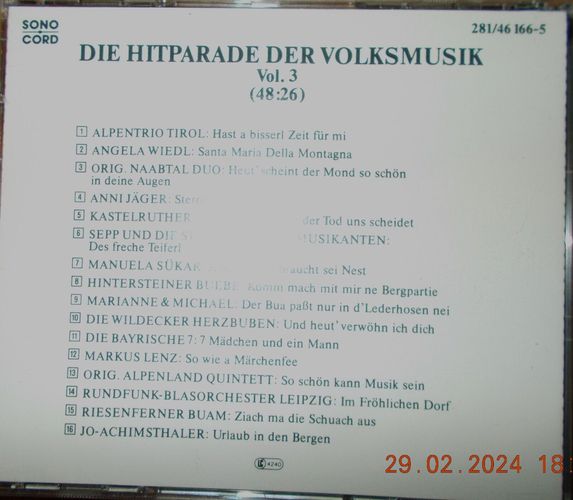 SONO
CORD
281/46 166-5
DIE HITPARADE DER VOLKSMUSIK
Vol. 3
(48:26)
1 ALPENTRIO TIROL: Hast a bisserl Zeit für mi
2 ANGELA WIEDL: Santa Maria Della Montagna
3 ORIG. NAABTAL DUO: Heut' scheint der Mond so schön
in deine Augen
4 ANNI JÄGER:
5 KASTELRUTHER der Tod uns scheidet
6 SEPP UND DIE MUSIKANTEN:
Des freche Teiferl
7 MANUELA sei Nest
8 HINTERSTEINER BUEBE: Komm mach mit mir ne Bergpartie
9 MARIANNE & MICHAEL: Der Bua paßt nur in d'Lederhosen nei
10 DIE WILDECKER HERZBUBEN: Und heut' verwöhn ich dich
11 DIE BAYRISCHE 7: 7 Mädchen und ein Mann
12 MARKUS LENZ: So wie a Märchenfee
13 ORIG. ALPENLAND QUINTETT: So schön kann Musik sein
14 RUNDFUNK-BLASORCHESTER LEIPZIG: Im Fröhlichen Dorf
15 RIESENFERNER BUAM: Ziach ma die Schuach aus
16 JO-ACHIMSTHALER: Urlaub in den Bergen
LC 4240
29.02.2024 18: